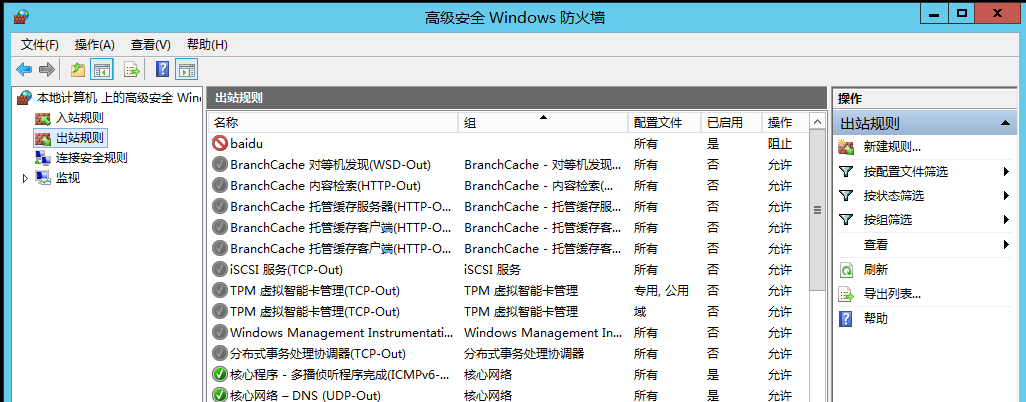 高级安全 Windows 防火墙
文件(F) 操作(A) 查看(V) 帮助(H)
本地计算机 上的高级安全 Win
入站规则
出站规则
连接安全规则
监视
出站规则
名称 组 配置文件 已启用 操作
baidu 所有 是 阻止
BranchCache 对等机发现(WSD-Out) BranchCache - 对等机发现... 所有 否 允许
BranchCache 内容检索(HTTP-Out) BranchCache - 内容检索(... 所有 否 允许
BranchCache 托管缓存服务器(HTTP-O... BranchCache - 托管缓存服... 所有 否 允许
BranchCache 托管缓存客户端(HTTP-O... BranchCache - 托管缓存客... 所有 否 允许
BranchCache 托管缓存客户端(HTTP-O... BranchCache - 托管缓存客... 所有 否 允许
iSCSI 服务(TCP-Out) iSCSI 服务 所有 否 允许
TPM 虚拟智能卡管理(TCP-Out) TPM 虚拟智能卡管理 专用, 公用 否 允许
TPM 虚拟智能卡管理(TCP-Out) TPM 虚拟智能卡管理 域 否 允许
Windows Management Instrumentati... Windows Management In... 所有 否 允许
分布式事务处理协调器(TCP-Out) 分布式事务处理协调器 所有 否 允许
核心程序 - 多播侦听程序完成(ICMPv6-... 核心网络 所有 是 允许
核心网络 – DNS (UDP-Out) 核心网络 所有 是 允许
操作
出站规则
新建规则...
按配置文件筛选
按状态筛选
按组筛选
查看
刷新
导出列表...
帮助